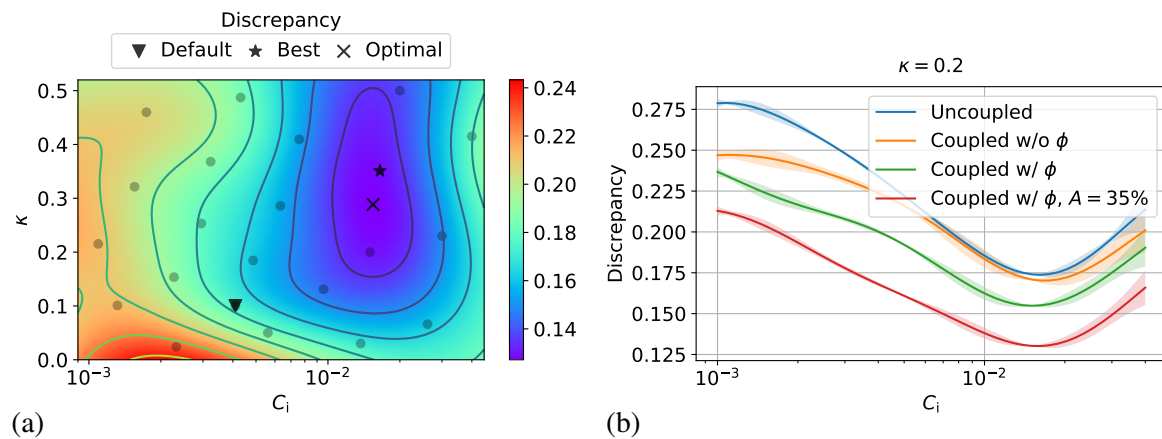 Discrepancy
Default Best Optimal
0.5
0.4
0.3
0.2
0.1
0.0
κ
10⁻³ 10⁻²
C_i
0.24
0.22
0.20
0.18
0.16
0.14
(a)
κ = 0.2
Uncoupled
Coupled w/o ϕ
Coupled w/ ϕ
Coupled w/ ϕ, A = 35%
Discrepancy
0.275
0.250
0.225
0.200
0.175
0.150
0.125
10⁻³ 10⁻²
C_i
(b)